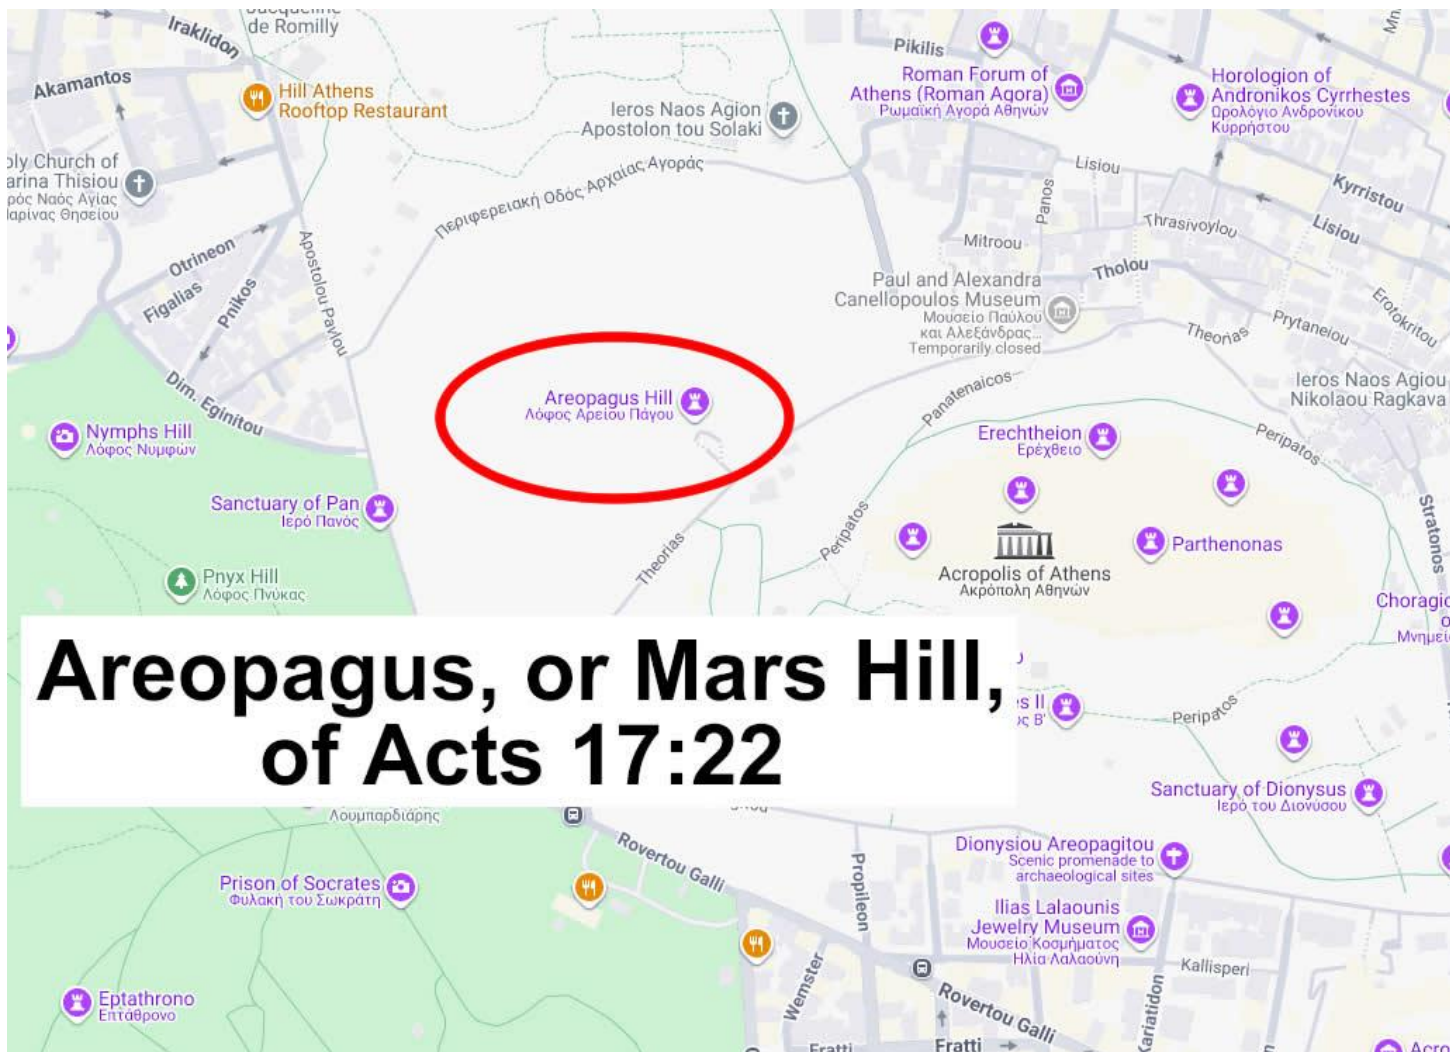 Iraklidon
de Romilly
Akamantos
Hill Athens
Rooftop Restaurant
Ieros Naos Agion
Apostolon tou Solaki
Pikilis
Roman Forum of
Athens (Roman Agora)
Ρωμαϊκή Αγορά Αθηνών
Horologion of
Andronikos Cyrrhestes
Ωρολόγιο Ανδρονίκου
Κυρρήστου
Church of
Περιφερειακή Οδός Αρχαίας Αγοράς
Lisiou
Kyrristou
Panos
Thrasivoylou
Lisiou
Mitroou
Tholou
Otrineon
Figalias
Pnikos
Apostolou Pavlou
Paul and Alexandra
Canellopoulos Museum
Μουσείο Παύλου
και Αλεξάνδρας...
Temporarily closed
Theorias
Prytaneiou
Erotokritou
Dim. Eginitou
Areopagus Hill
Λόφος Αρείου Πάγου
Panatenaicos
Ieros Naos Agiou
Nikolaou Ragkava
Nymphs Hill
Λόφος Νυμφών
Erechtheion
Ερέχθειο
Peripatos
Sanctuary of Pan
Ιερό Πανός
Peripatos
Stratonos
Theorias
Parthenonas
Acropolis of Athens
Ακρόπολη Αθηνών
Pnyx Hill
Λόφος Πνύκας
Areopagus, or Mars Hill,
of Acts 17:22
Peripatos
Sanctuary of Dionysus
Ιερό του Διονύσου
Λουμπαρδιάρης
Rovertou Galli
Propileon
Dionysiou Areopagitou
Scenic promenade to
archaeological sites
Prison of Socrates
Φυλακή του Σωκράτη
Ilias Lalaounis
Jewelry Museum
Μουσείο Κοσμήματος
Ηλία Λαλαούνη
Kallisperi
Wemster
Rovertou Galli
Eptathrono
Επτάθρονο
Fratti
Fratti